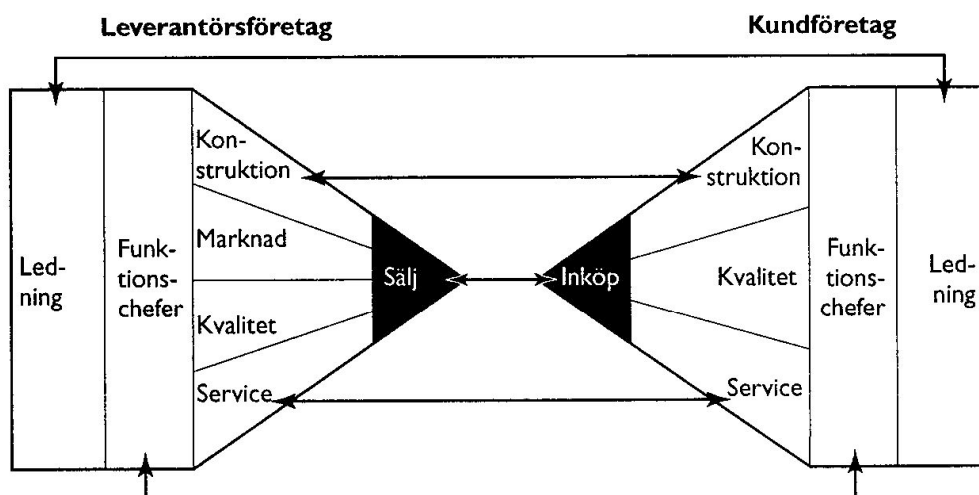 Leverantörsföretag
Kundföretag
Kon-
struktion
Marknad
Kvalitet
Service
Led-
ning
Funk-
tions-
chefer
Sälj
Inköp
Kon-
struktion
Kvalitet
Service
Funk-
tions-
chefer
Led-
ning